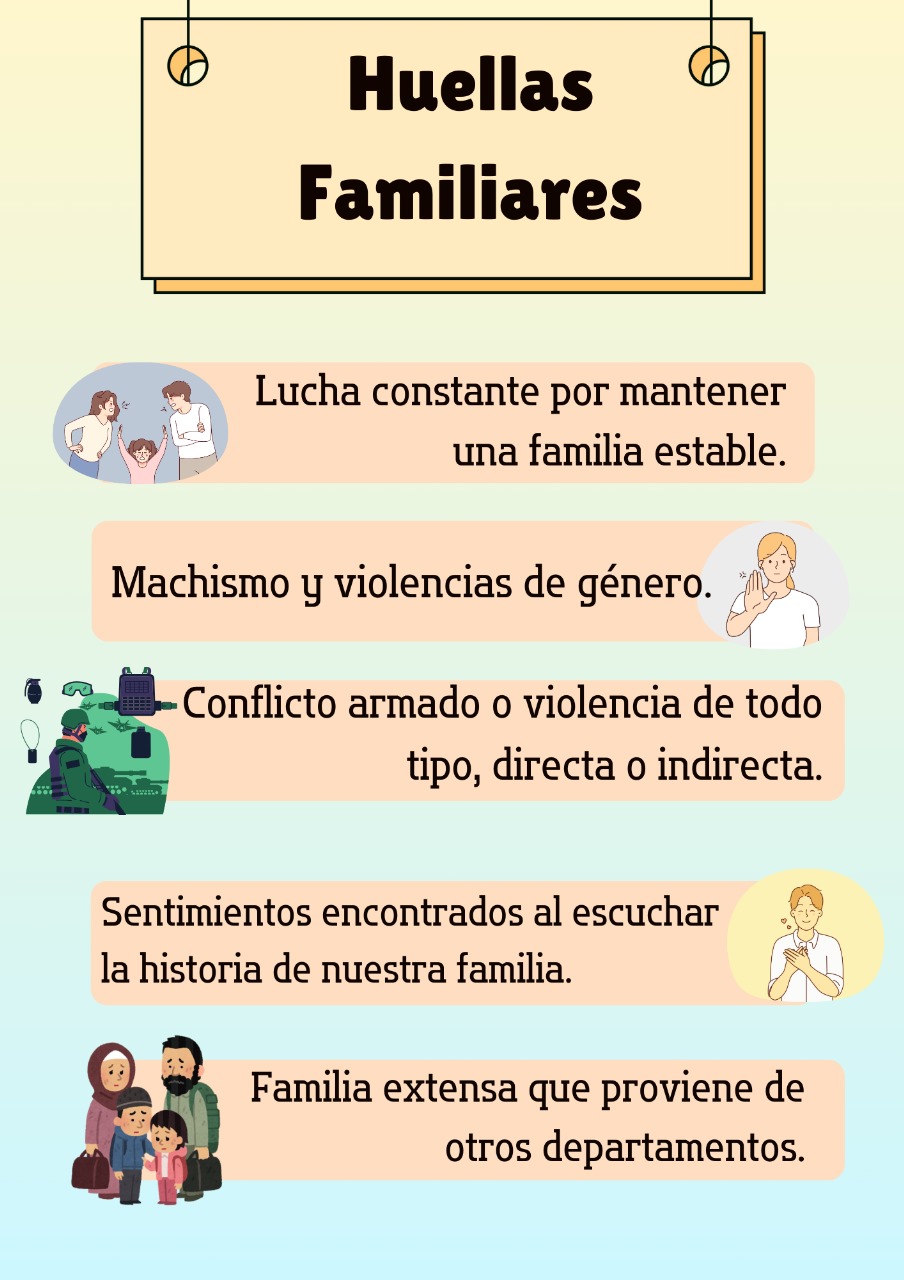 Huellas
Familiares
Lucha constante por mantener
una familia estable.
Machismo y violencias de género.
Conflicto armado o violencia de todo
tipo, directa o indirecta.
Sentimientos encontrados al escuchar
la historia de nuestra familia.
Familia extensa que proviene de
otros departamentos.